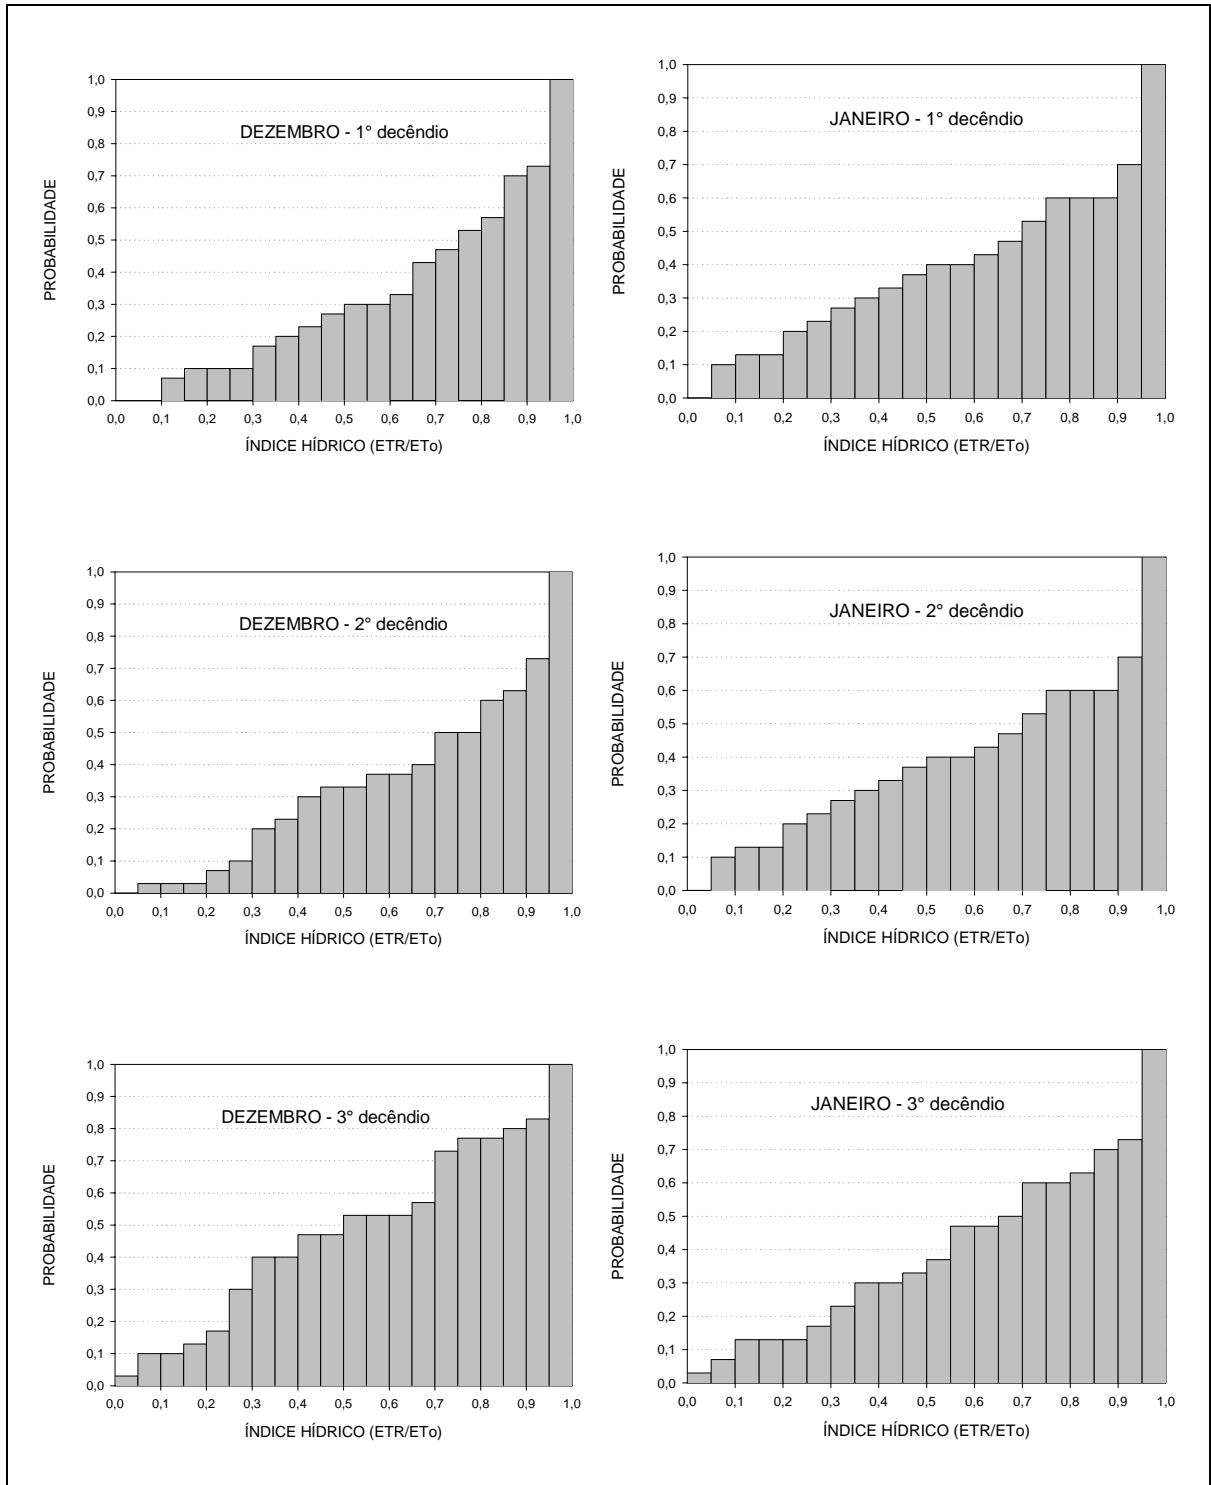 DEZEMBRO - 1° decêndio
PROBABILIDADE
1,0
0,9
0,8
0,7
0,6
0,5
0,4
0,3
0,2
0,1
0,0
0,0 0,1 0,2 0,3 0,4 0,5 0,6 0,7 0,8 0,9 1,0
ÍNDICE HÍDRICO (ETR/ETo)
JANEIRO - 1° decêndio
PROBABILIDADE
1,0
0,9
0,8
0,7
0,6
0,5
0,4
0,3
0,2
0,1
0,0
0,0 0,1 0,2 0,3 0,4 0,5 0,6 0,7 0,8 0,9 1,0
ÍNDICE HÍDRICO (ETR/ETo)
DEZEMBRO - 2° decêndio
PROBABILIDADE
1,0
0,9
0,8
0,7
0,6
0,5
0,4
0,3
0,2
0,1
0,0
0,0 0,1 0,2 0,3 0,4 0,5 0,6 0,7 0,8 0,9 1,0
ÍNDICE HÍDRICO (ETR/ETo)
JANEIRO - 2° decêndio
PROBABILIDADE
1,0
0,9
0,8
0,7
0,6
0,5
0,4
0,3
0,2
0,1
0,0
0,0 0,1 0,2 0,3 0,4 0,5 0,6 0,7 0,8 0,9 1,0
ÍNDICE HÍDRICO (ETR/ETo)
DEZEMBRO - 3° decêndio
PROBABILIDADE
1,0
0,9
0,8
0,7
0,6
0,5
0,4
0,3
0,2
0,1
0,0
0,0 0,1 0,2 0,3 0,4 0,5 0,6 0,7 0,8 0,9 1,0
ÍNDICE HÍDRICO (ETR/ETo)
JANEIRO - 3° decêndio
PROBABILIDADE
1,0
0,9
0,8
0,7
0,6
0,5
0,4
0,3
0,2
0,1
0,0
0,0 0,1 0,2 0,3 0,4 0,5 0,6 0,7 0,8 0,9 1,0
ÍNDICE HÍDRICO (ETR/ETo)